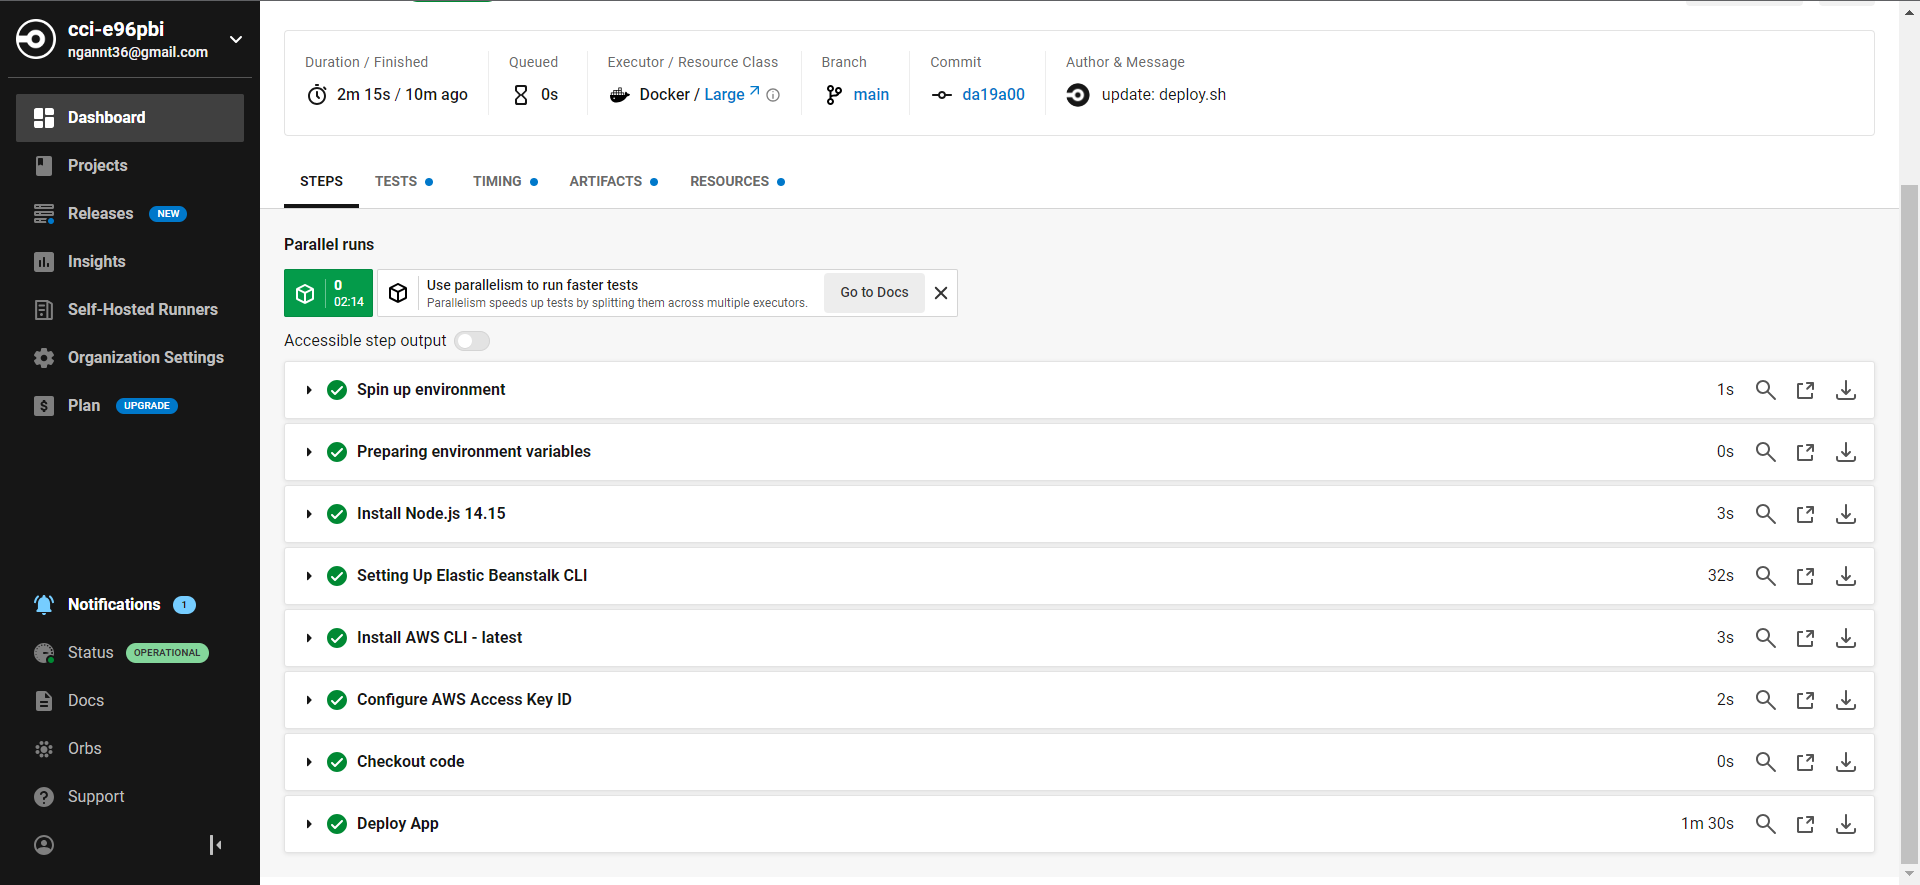 cci-e96pbi
ngannt36@gmail.com
Dashboard
Projects
Releases NEW
Insights
Self-Hosted Runners
Organization Settings
Plan UPGRADE
Notifications 1
Status OPERATIONAL
Docs
Orbs
Support
Duration / Finished
2m 15s / 10m ago
Queued
0s
Executor / Resource Class
Docker / Large
Branch
main
Commit
da19a00
Author & Message
update: deploy.sh
STEPS TESTS TIMING ARTIFACTS RESOURCES
Parallel runs
0
02:14
Use parallelism to run faster tests
Parallelism speeds up tests by splitting them across multiple executors.
Go to Docs
Accessible step output
Spin up environment 1s
Preparing environment variables 0s
Install Node.js 14.15 3s
Setting Up Elastic Beanstalk CLI 32s
Install AWS CLI - latest 3s
Configure AWS Access Key ID 2s
Checkout code 0s
Deploy App 1m 30s